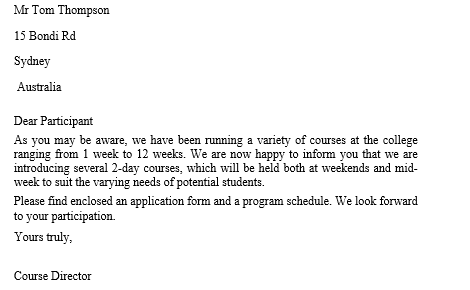 Mr Tom Thompson
15 Bondi Rd
Sydney
Australia
Dear Participant
As you may be aware, we have been running a variety of courses at the college
ranging from 1 week to 12 weeks. We are now happy to inform you that we are
introducing several 2-day courses, which will be held both at weekends and mid-
week to suit the varying needs of potential students.
Please find enclosed an application form and a program schedule. We look forward
to your participation.
Yours truly,
Course Director